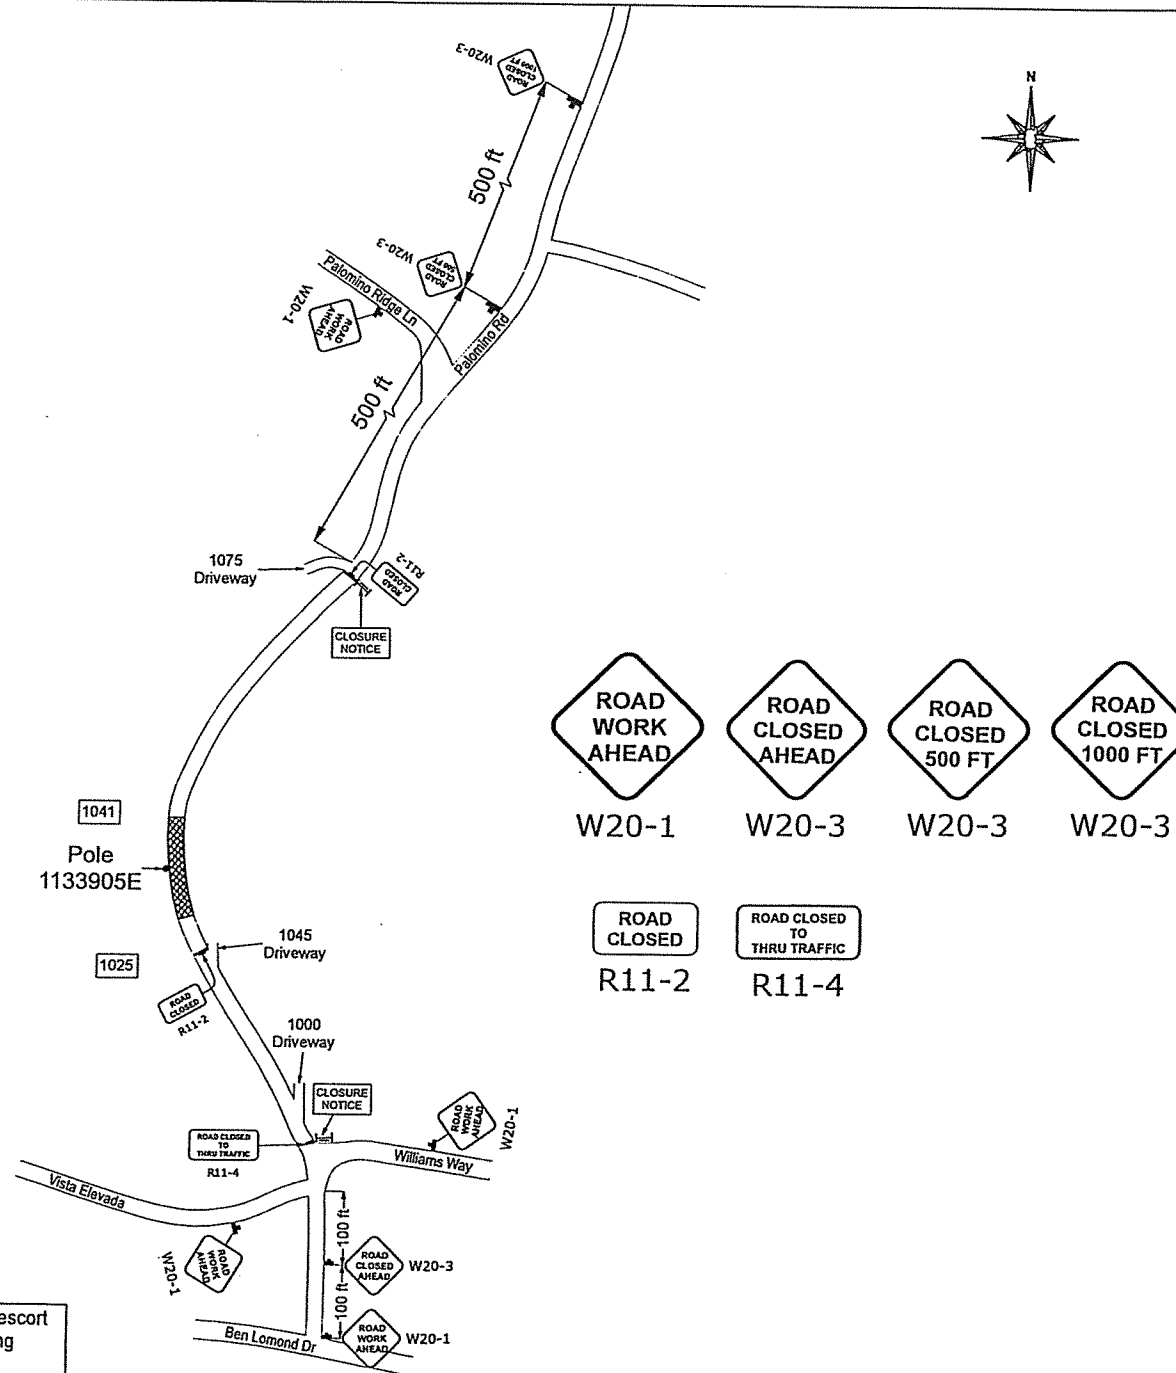 N
W20-3
ROAD
CLOSED
1000 FT
500 ft
W20-3
ROAD
CLOSED
500 FT
Palomino Ridge Ln
W20-1
ROAD
WORK
AHEAD
Palomino Rd
500 ft
1075
Driveway
R11-2
ROAD
CLOSED
CLOSURE
NOTICE
ROAD
WORK
AHEAD
W20-1
ROAD
CLOSED
AHEAD
W20-3
ROAD
CLOSED
500 FT
W20-3
ROAD
CLOSED
1000 FT
W20-3
1041
Pole
1133905E
ROAD
CLOSED
R11-2
ROAD CLOSED
TO
THRU TRAFFIC
R11-4
1045
Driveway
1025
ROAD
CLOSED
R11-2
1000
Driveway
CLOSURE
NOTICE
ROAD
WORK
AHEAD
W20-1
ROAD CLOSED
TO
THRU TRAFFIC
R11-4
Williams Way
Vista Elevada
100 ft
W20-1
ROAD
WORK
AHEAD
ROAD
CLOSED
AHEAD
W20-3
100 ft
escort
Ben Lomond Dr
ROAD
WORK
AHEAD
W20-1